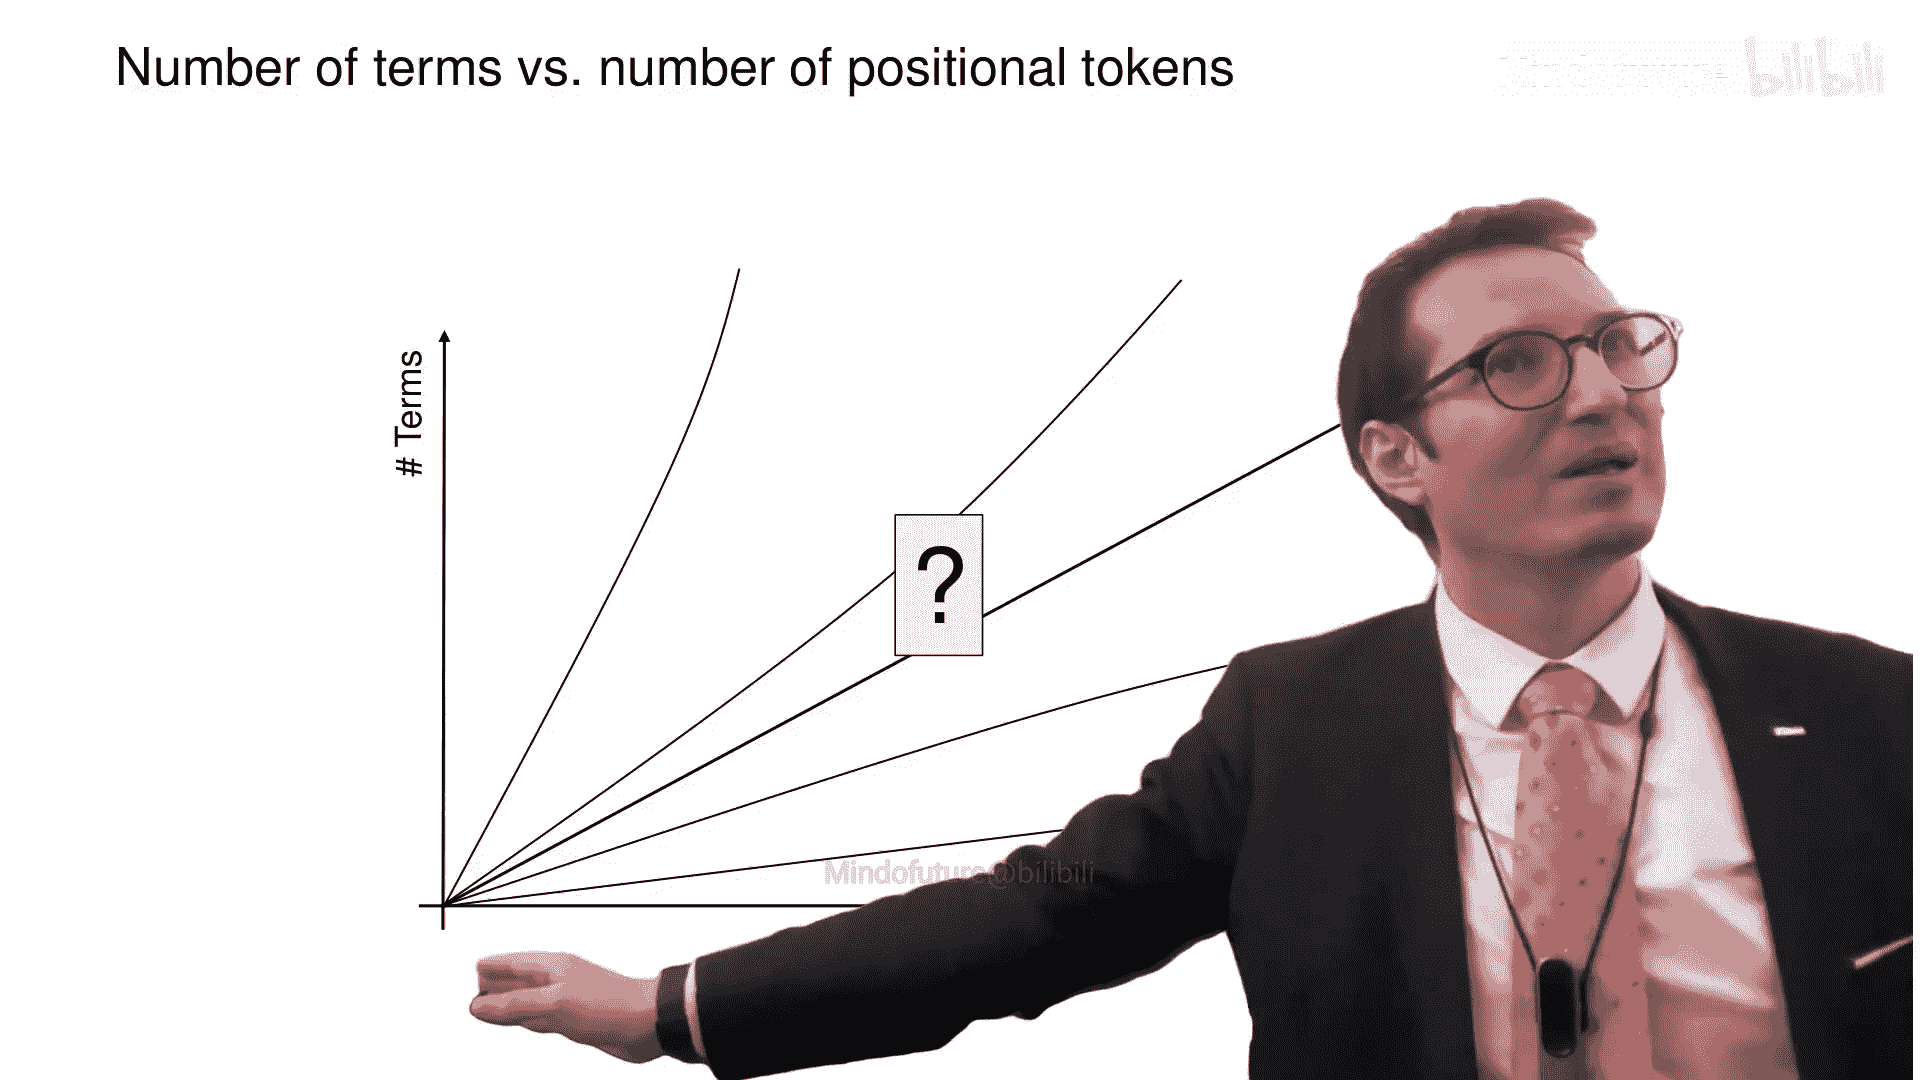 Number of terms vs. number of positional tokens
bilibili
# Terms
?
Mindofuture@bilibili